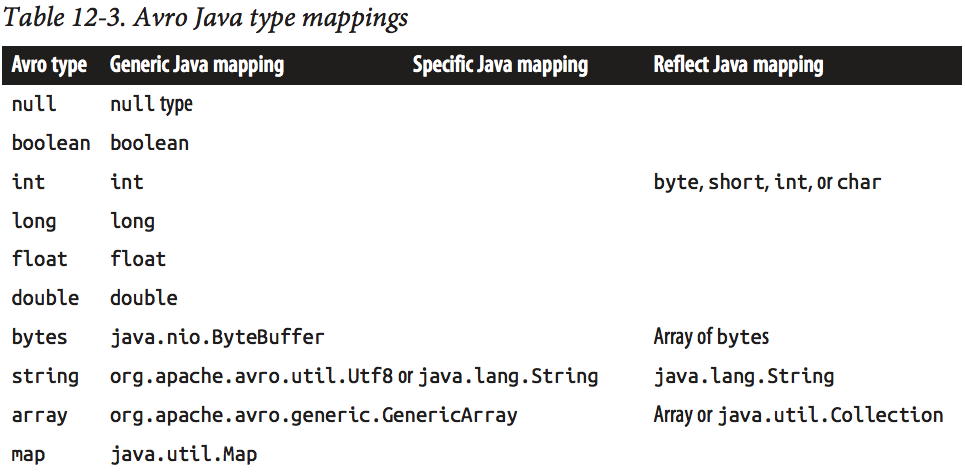 Table 12-3. Avro Java type mappings
Avro type Generic Java mapping Specific Java mapping Reflect Java mapping
null null type
boolean boolean
int int byte, short, int, or char
long long
float float
double double
bytes java.nio.ByteBuffer Array of bytes
string org.apache.avro.util.Utf8 or java.lang.String java.lang.String
array org.apache.avro.generic.GenericArray Array or java.util.Collection
map java.util.Map